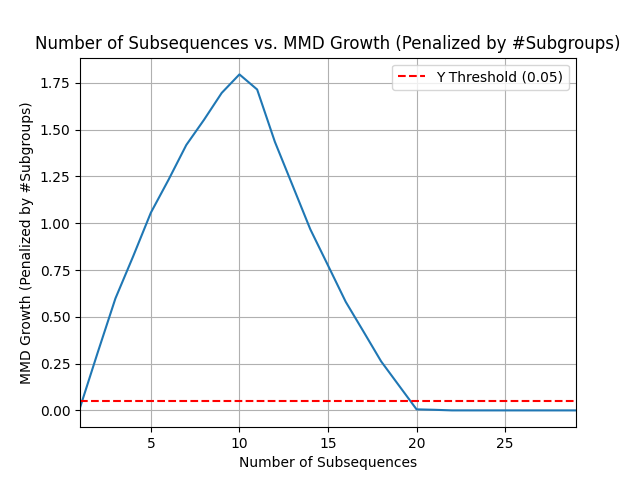 Number of Subsequences vs. MMD Growth (Penalized by #Subgroups)
Y Threshold (0.05)
MMD Growth (Penalized by #Subgroups)
1.75
1.50
1.25
1.00
0.75
0.50
0.25
0.00
5 10 15 20 25
Number of Subsequences